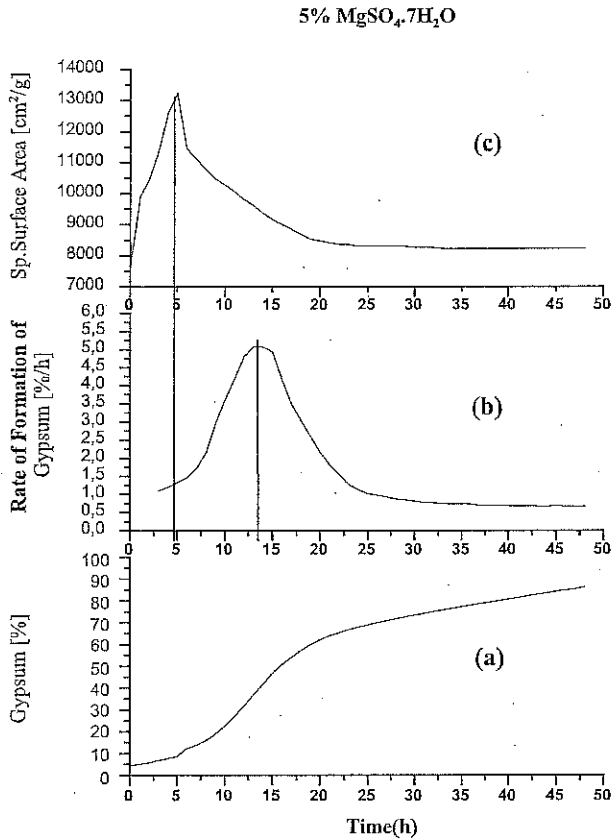 5% MgSO₄.7H₂O
Sp.Surface Area [cm²/g]
14000
13000
12000
11000
10000
9000
8000
7000
(c)
0 5 10 15 20 25 30 35 40 45 50
Rate of Formation of
Gypsum [%/h]
6,0
5,5
5,0
4,5
4,0
3,5
3,0
2,5
2,0
1,5
1,0
0,5
0,0
(b)
0 5 10 15 20 25 30 35 40 45 50
Gypsum [%]
100
90
80
70
60
50
40
30
20
10
0
(a)
0 5 10 15 20 25 30 35 40 45 50
Time(h)